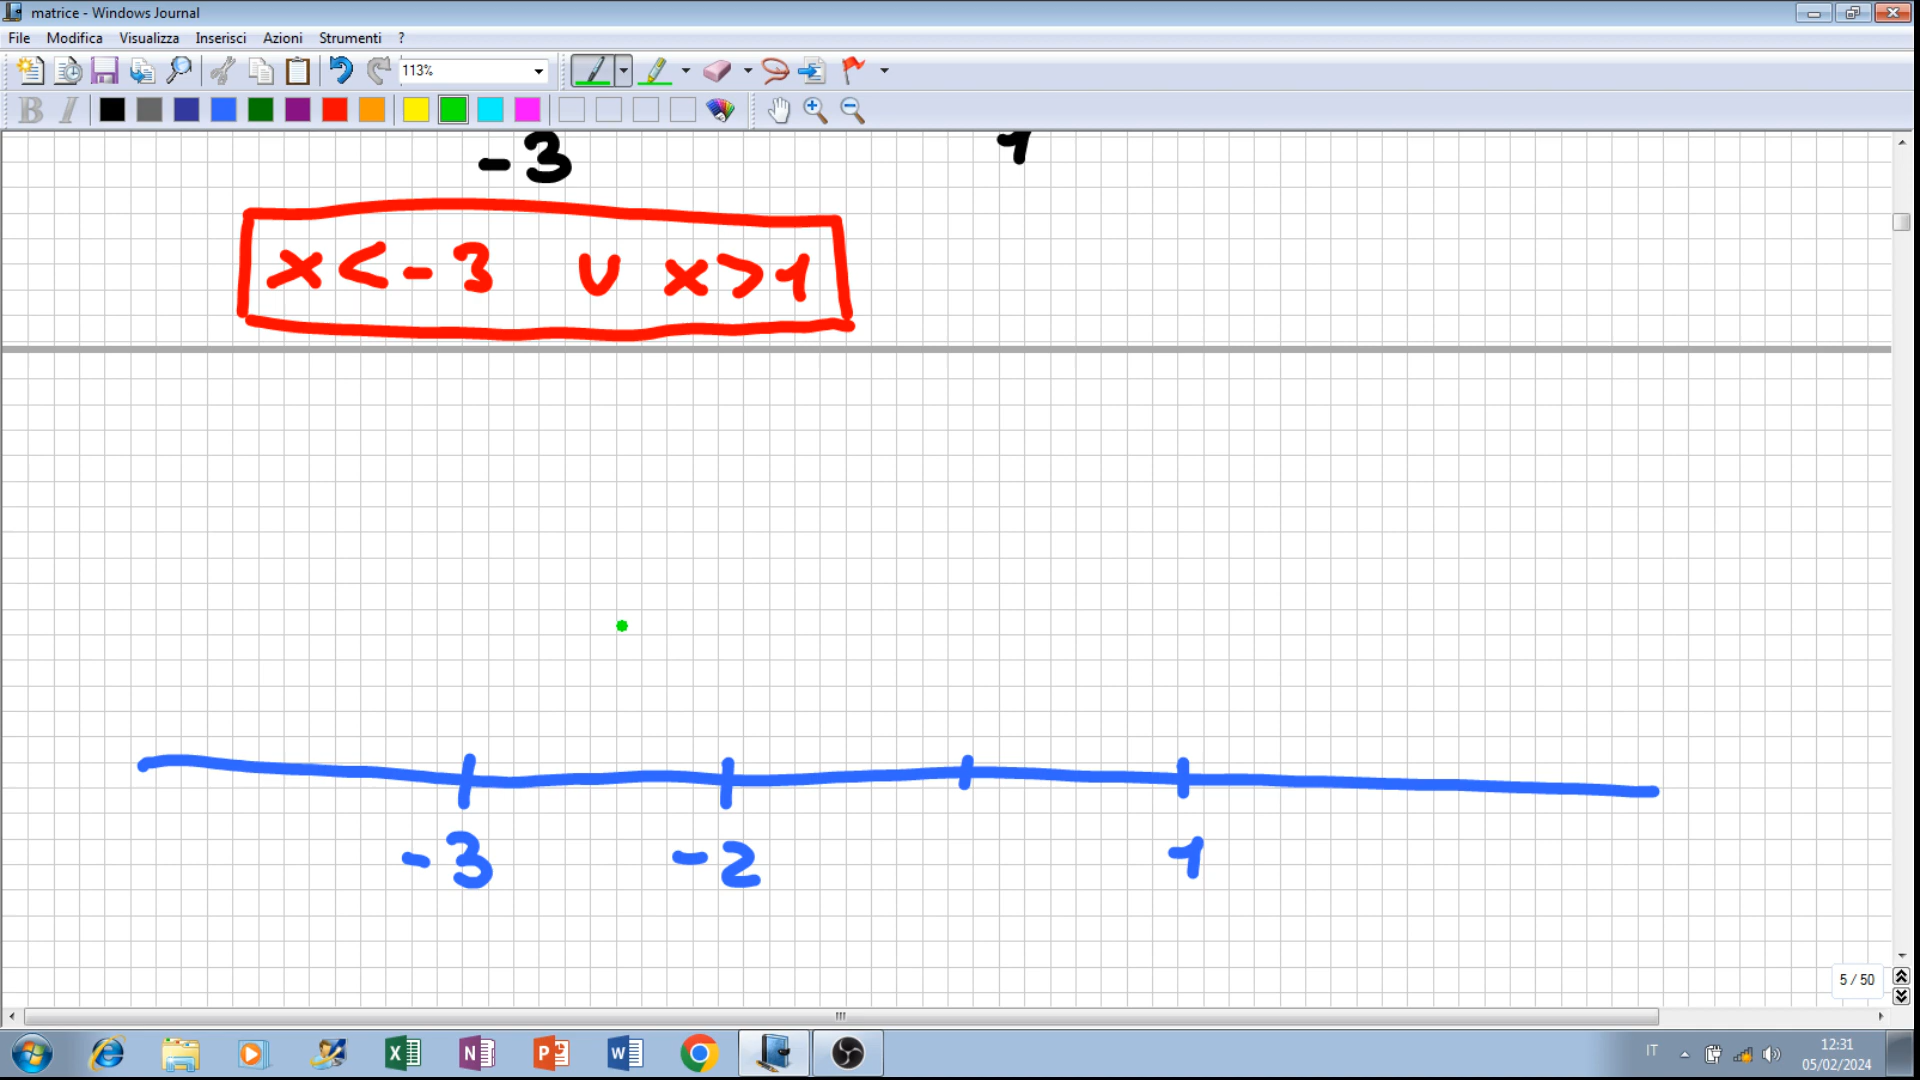 matrice - Windows Journal
File Modifica Visualizza Inserisci Azioni Strumenti ?
113%
B I
-3 1
x<-3 ∪ x>1
-3 -2 1
5 / 50
IT
12:31
05/02/2024